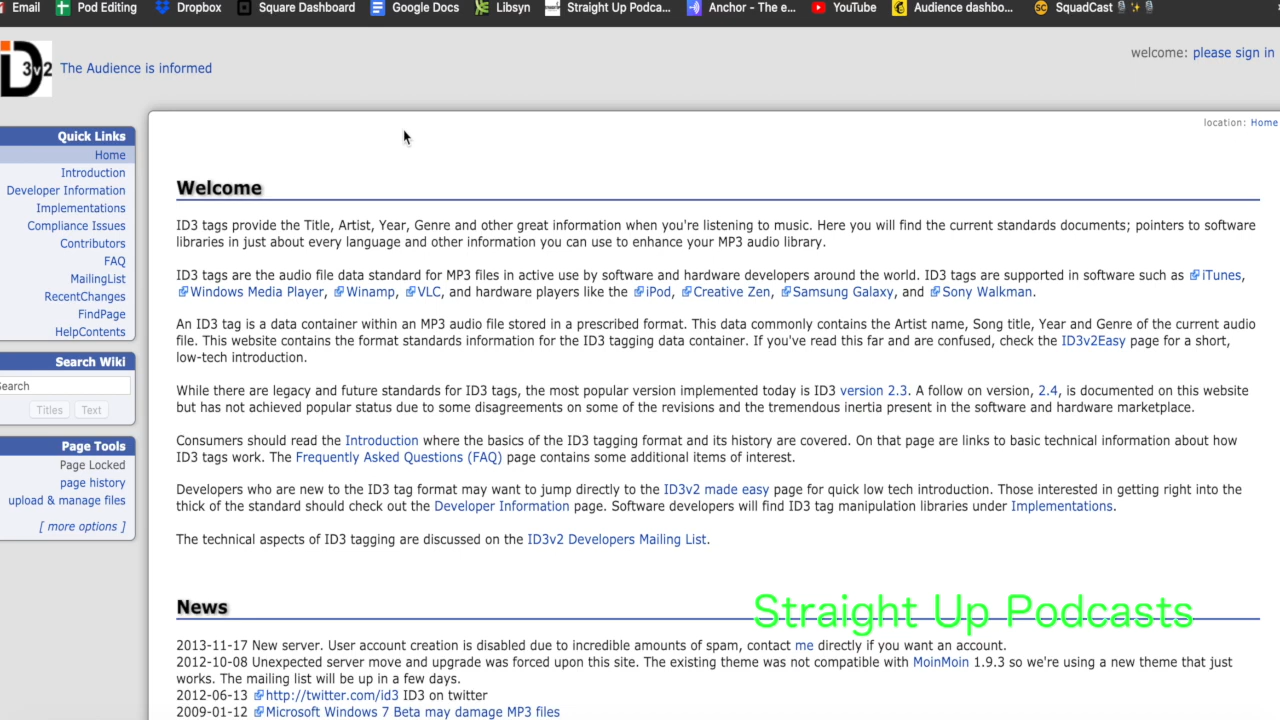 Email Pod Editing Dropbox Square Dashboard Google Docs Libsyn Straight Up Podca... Anchor - The e... YouTube Audience dashbo... SquadCast
ID3v2 The Audience is informed
welcome: please sign in
location: Home
Quick Links
Home
Introduction
Developer Information
Implementations
Compliance Issues
Contributors
FAQ
MailingList
RecentChanges
FindPage
HelpContents
Search Wiki
Search
Titles Text
Page Tools
Page Locked
page history
upload & manage files
[ more options ]
Welcome
ID3 tags provide the Title, Artist, Year, Genre and other great information when you're listening to music. Here you will find the current standards documents; pointers to software
libraries in just about every language and other information you can use to enhance your MP3 audio library.
ID3 tags are the audio file data standard for MP3 files in active use by software and hardware developers around the world. ID3 tags are supported in software such as iTunes,
Windows Media Player, Winamp, VLC, and hardware players like the iPod, Creative Zen, Samsung Galaxy, and Sony Walkman.
An ID3 tag is a data container within an MP3 audio file stored in a prescribed format. This data commonly contains the Artist name, Song title, Year and Genre of the current audio
file. This website contains the format standards information for the ID3 tagging data container. If you've read this far and are confused, check the ID3v2Easy page for a short,
low-tech introduction.
While there are legacy and future standards for ID3 tags, the most popular version implemented today is ID3 version 2.3. A follow on version, 2.4, is documented on this website
but has not achieved popular status due to some disagreements on some of the revisions and the tremendous inertia present in the software and hardware marketplace.
Consumers should read the Introduction where the basics of the ID3 tagging format and its history are covered. On that page are links to basic technical information about how
ID3 tags work. The Frequently Asked Questions (FAQ) page contains some additional items of interest.
Developers who are new to the ID3 tag format may want to jump directly to the ID3v2 made easy page for quick low tech introduction. Those interested in getting right into the
thick of the standard should check out the Developer Information page. Software developers will find ID3 tag manipulation libraries under Implementations.
The technical aspects of ID3 tagging are discussed on the ID3v2 Developers Mailing List.
News
Straight Up Podcasts
2013-11-17 New server. User account creation is disabled due to incredible amounts of spam, contact me directly if you want an account.
2012-10-08 Unexpected server move and upgrade was forced upon this site. The existing theme was not compatible with MoinMoin 1.9.3 so we're using a new theme that just
works. The mailing list will be up in a few days.
2012-06-13 http://twitter.com/id3 ID3 on twitter
2009-01-12 Microsoft Windows 7 Beta may damage MP3 files